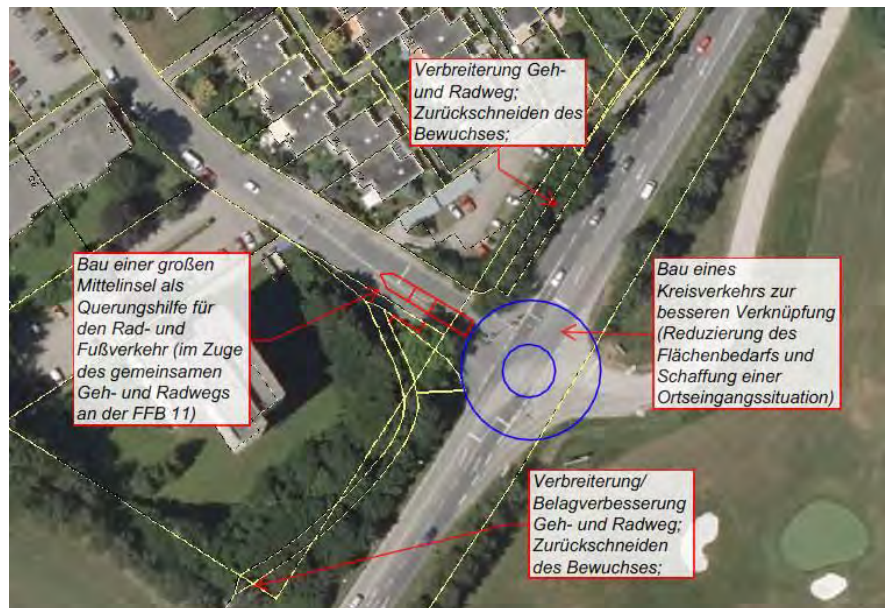 Verbreiterung Geh-
und Radweg;
Zurückschneiden des
Bewuchses;
Bau einer großen
Mittelinsel als
Querungshilfe für
den Rad- und
Fußverkehr (im Zuge
des gemeinsamen
Geh- und Radwegs
an der FFB 11)
Bau eines
Kreisverkehrs zur
besseren Verknüpfung
(Reduzierung des
Flächenbedarfs und
Schaffung einer
Ortseingangssituation)
Verbreiterung/
Belagverbesserung
Geh- und Radweg;
Zurückschneiden
des Bewuchses;